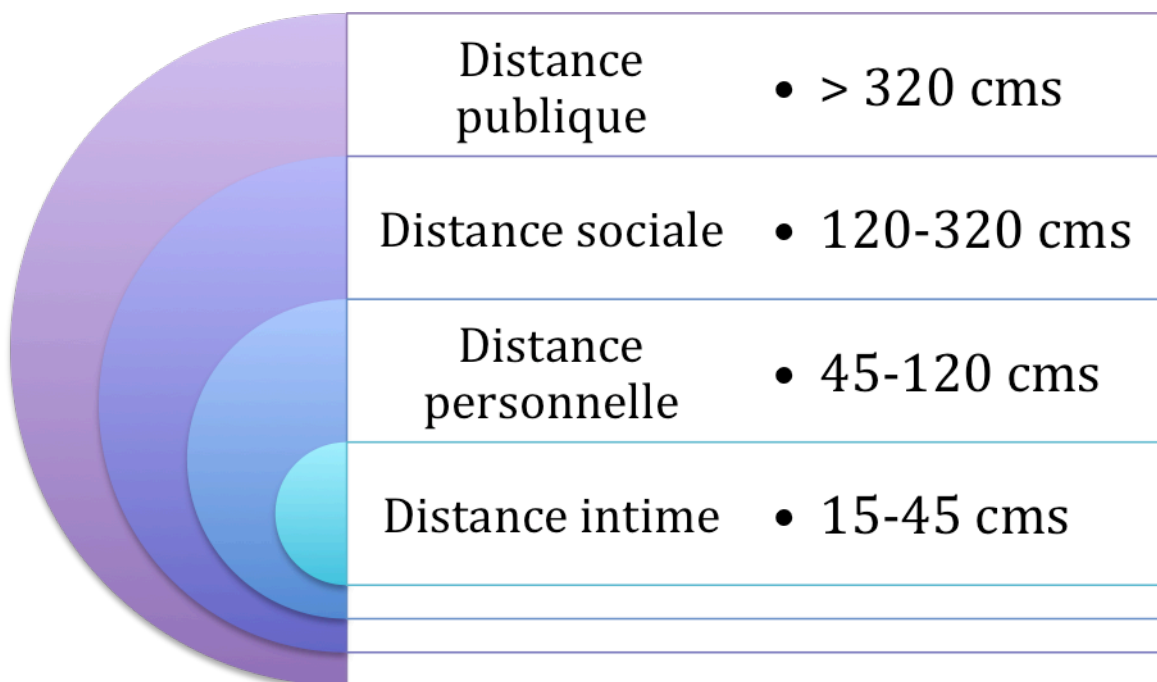 Distance
publique
• > 320 cms
Distance sociale
• 120-320 cms
Distance
personnelle
• 45-120 cms
Distance intime
• 15-45 cms